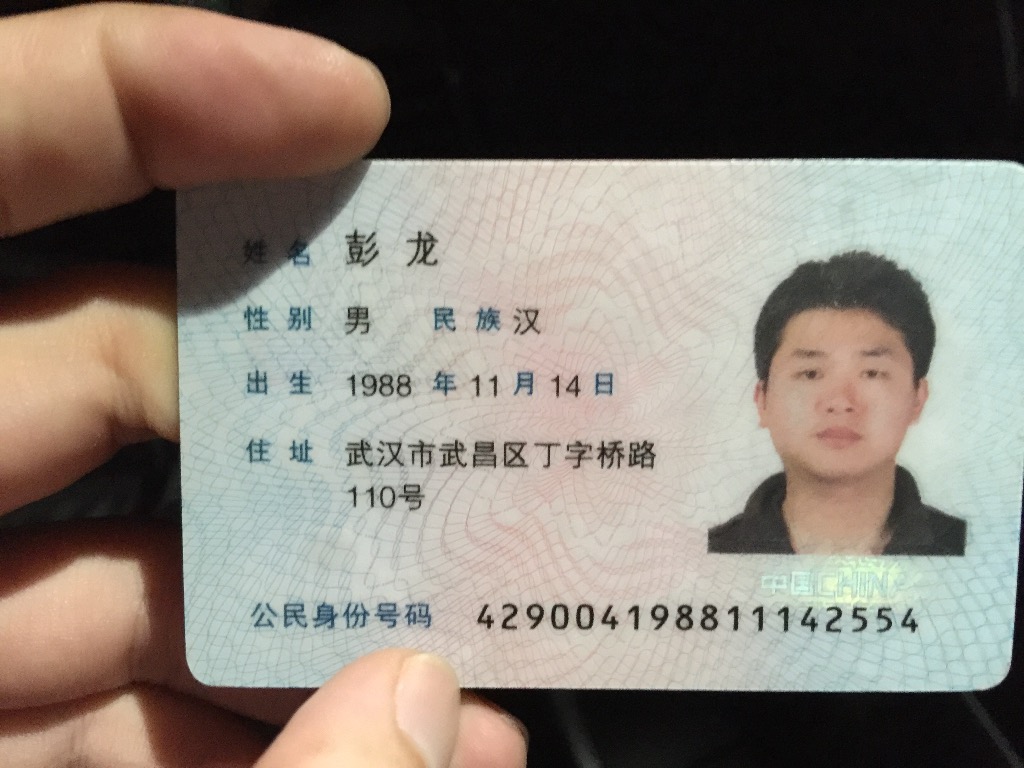 姓名 彭龙
性别 男 民族 汉
出生 1988 年 11 月 14 日
住址 武汉市武昌区丁字桥路
110号
中国CHINA
公民身份号码 429004198811142554